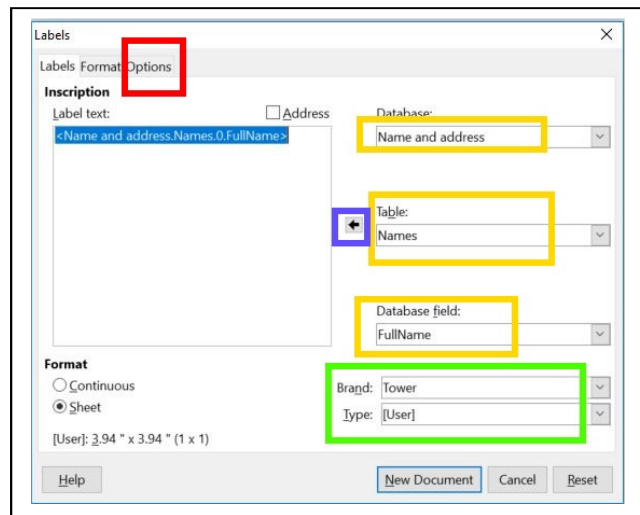 Labels
Labels Format Options
Inscription
Label text:
Address
<Name and address.Names.0.FullName>
Database:
Name and address
Table:
Names
Database field:
FullName
Format
Continuous
Sheet
[User]: 3.94 " x 3.94 " (1 x 1)
Brand: Tower
Type: [User]
Help
New Document
Cancel
Reset